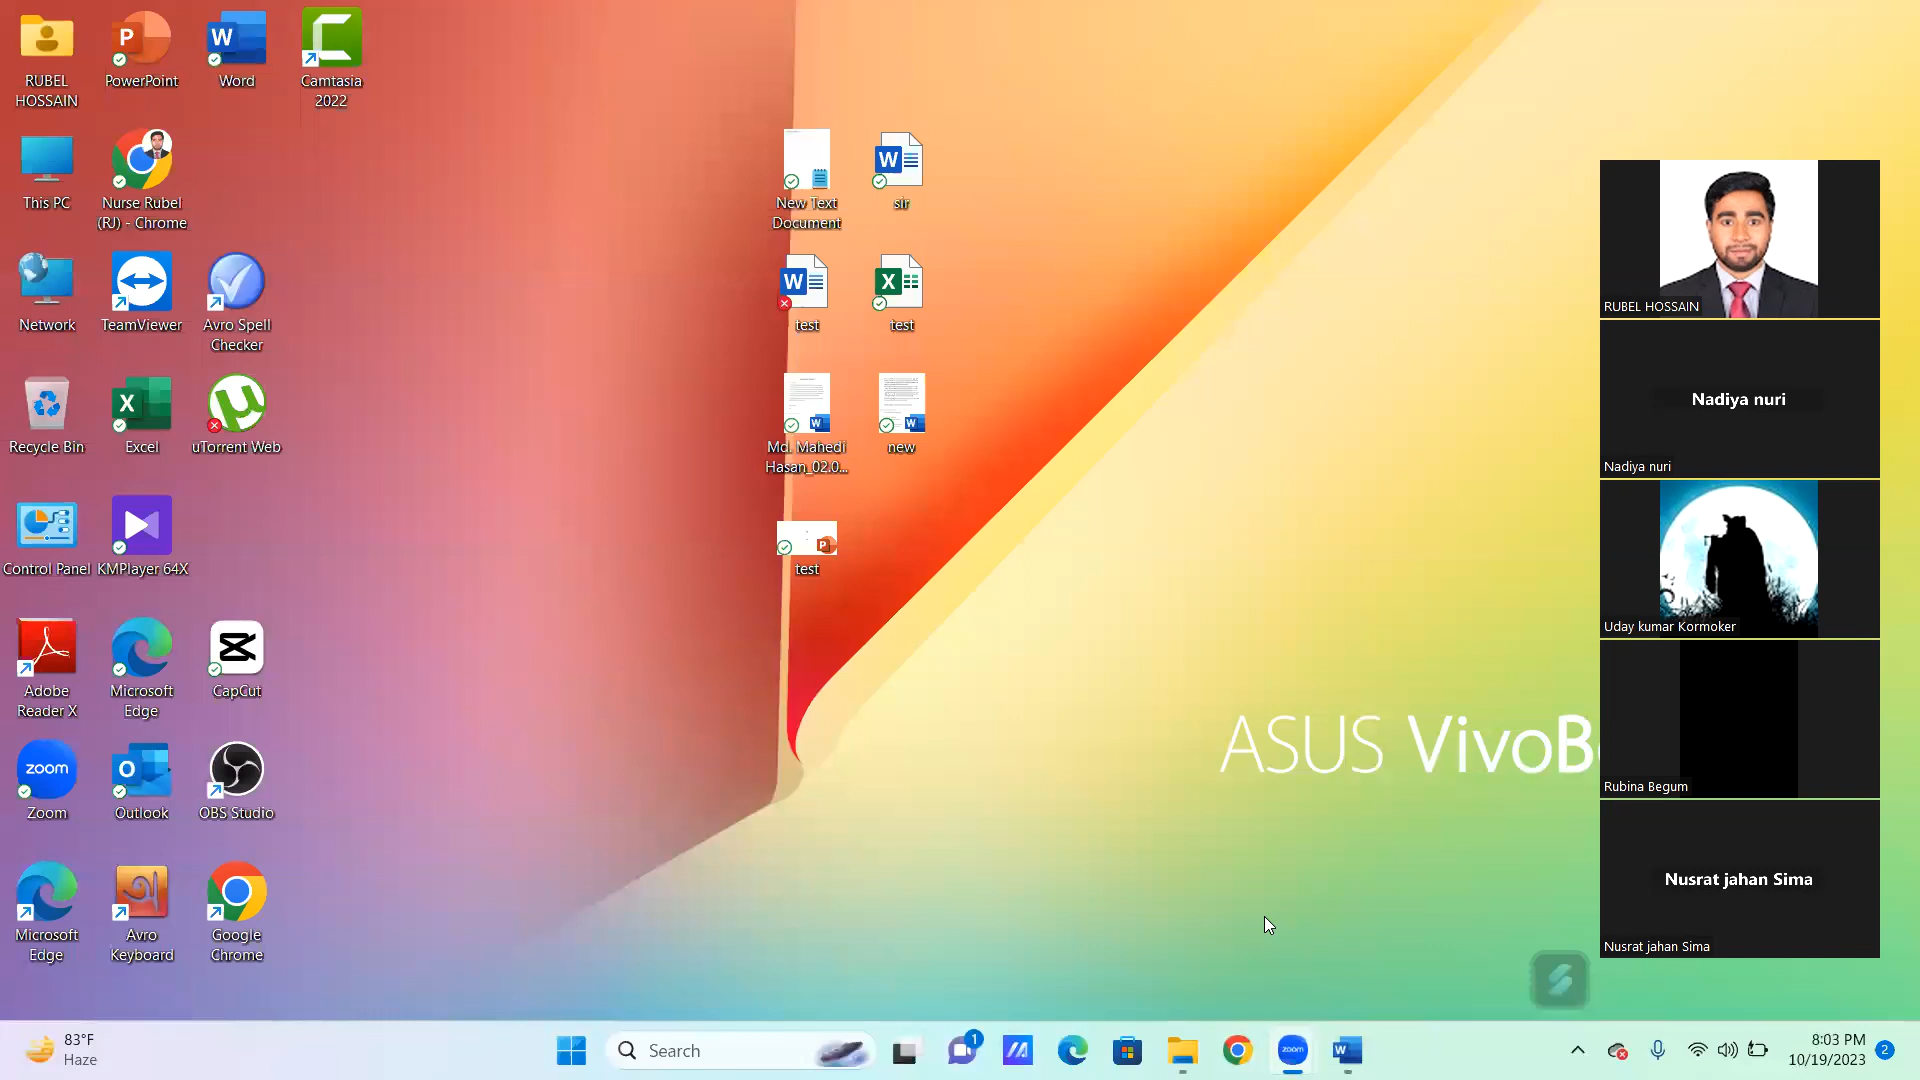 RUBEL
HOSSAIN
PowerPoint
Word
Camtasia
2022
This PC
Nurse Rubel
(RJ) - Chrome
New Text
Document
sir
RUBEL HOSSAIN
Network
TeamViewer
Avro Spell
Checker
test
test
Nadiya nuri
Nadiya nuri
Recycle Bin
Excel
uTorrent Web
Md. Mahedi
Hasan_02.0...
new
Control Panel
KMPlayer 64X
test
Uday kumar Kormoker
Adobe
Reader X
Microsoft
Edge
CapCut
ASUS VivoB
Rubina Begum
zoom
Zoom
Outlook
OBS Studio
Nusrat jahan Sima
Nusrat jahan Sima
Microsoft
Edge
অ
Avro
Keyboard
Google
Chrome
83°F
Haze
Search
1
zoom
8:03 PM
10/19/2023
2